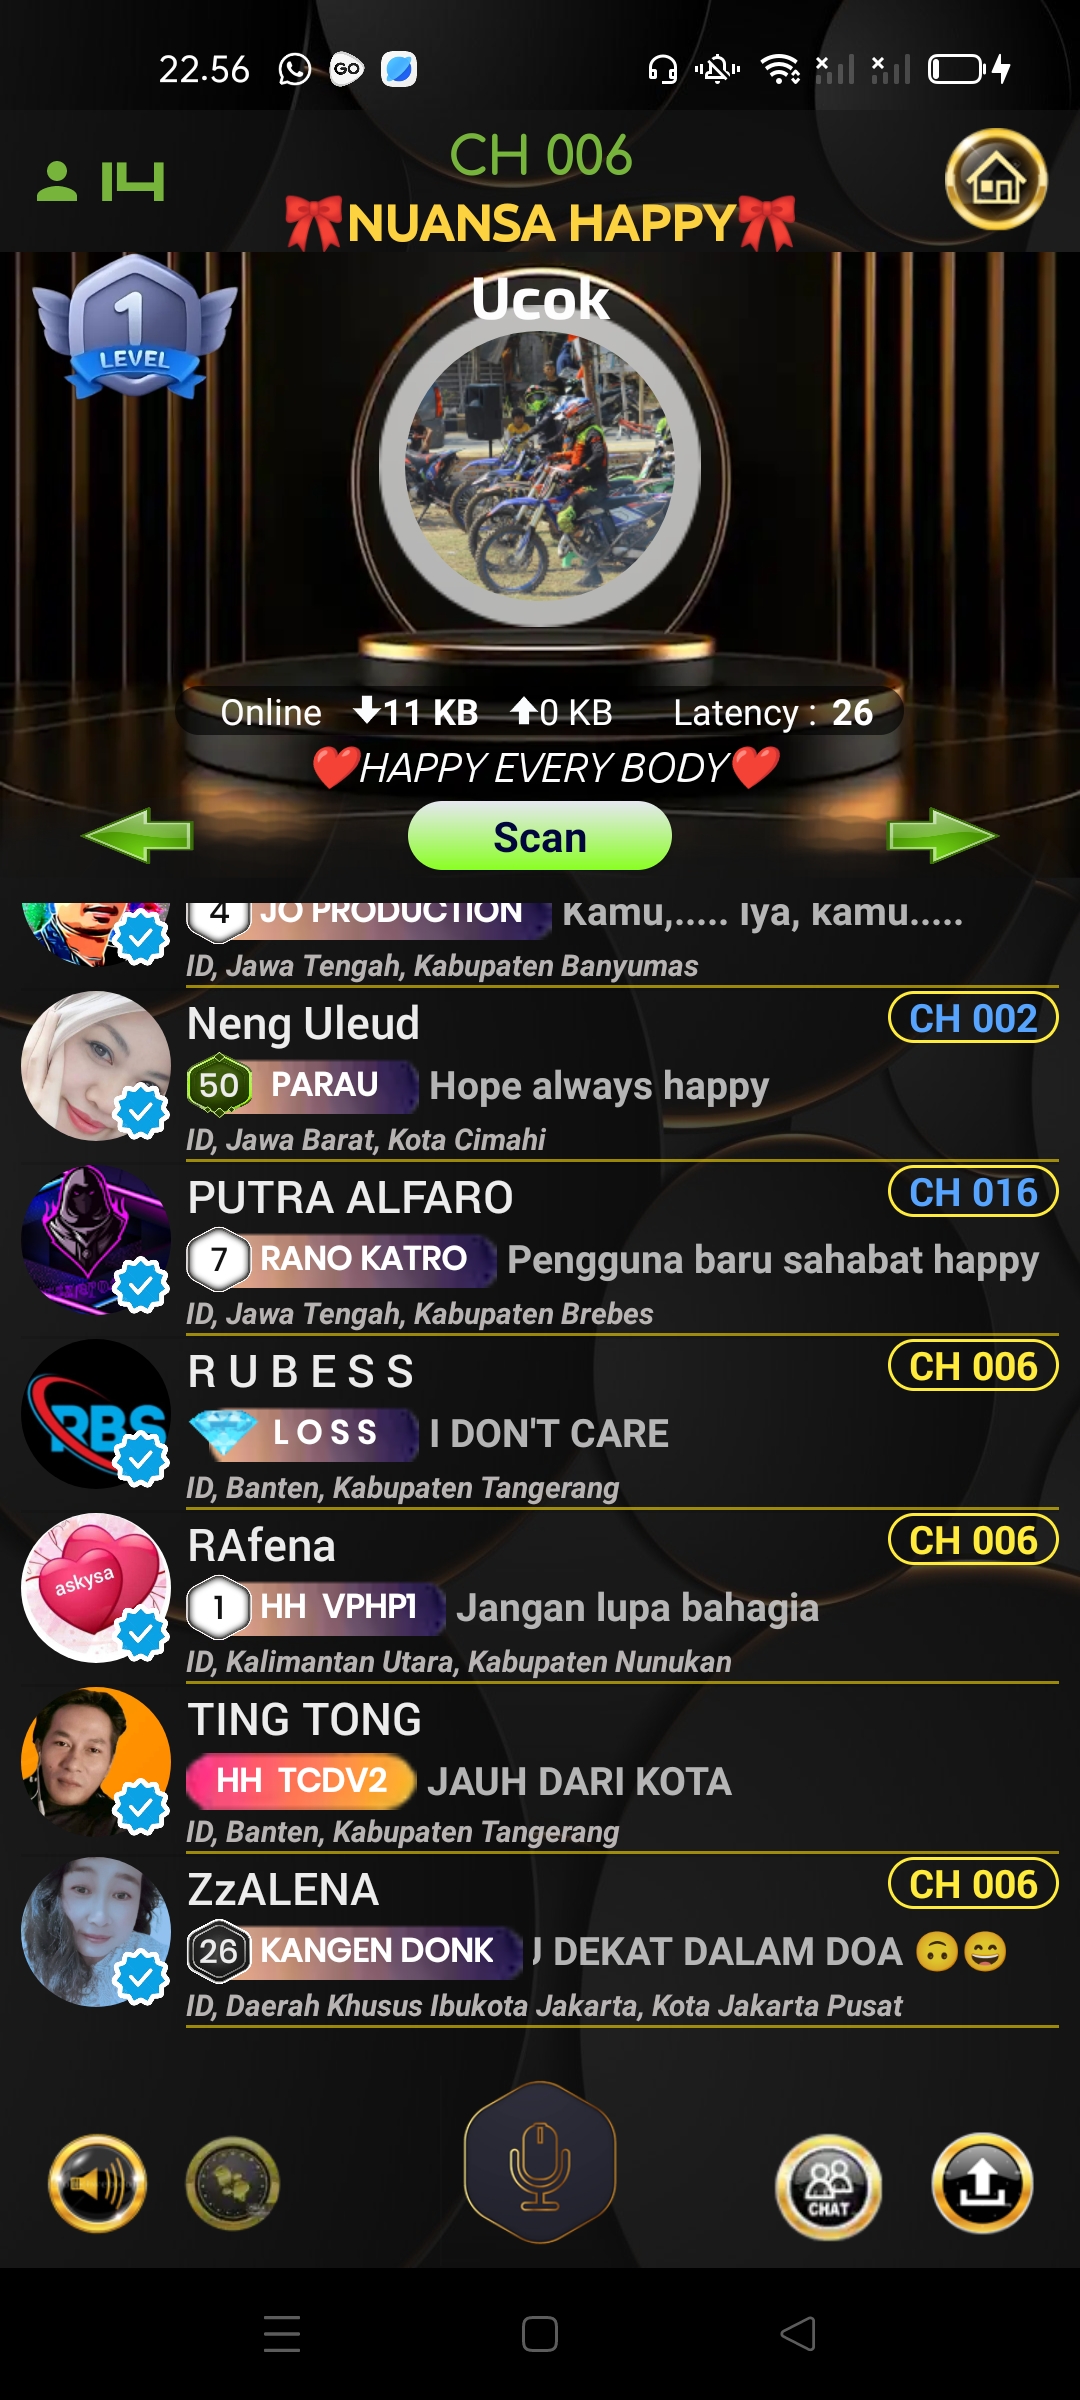 22.56
GO
14
CH 006
🎀NUANSA HAPPY🎀
1
LEVEL
Ucok
Online ⬇11 KB ⬆0 KB Latency : 26
❤️HAPPY EVERY BODY❤️
Scan
4 JO PRODUCTION Kamu,..... Iya, kamu.....
ID, Jawa Tengah, Kabupaten Banyumas
Neng Uleud CH 002
50 PARAU Hope always happy
ID, Jawa Barat, Kota Cimahi
PUTRA ALFARO CH 016
7 RANO KATRO Pengguna baru sahabat happy
ID, Jawa Tengah, Kabupaten Brebes
R U B E S S CH 006
RBS
L O S S I DON'T CARE
ID, Banten, Kabupaten Tangerang
RAfena CH 006
askysa
1 HH VPHP1 Jangan lupa bahagia
ID, Kalimantan Utara, Kabupaten Nunukan
TING TONG
HH TCDV2 JAUH DARI KOTA
ID, Banten, Kabupaten Tangerang
ZzALENA CH 006
26 KANGEN DONK DEKAT DALAM DOA 🙃😄
ID, Daerah Khusus Ibukota Jakarta, Kota Jakarta Pusat
CHAT